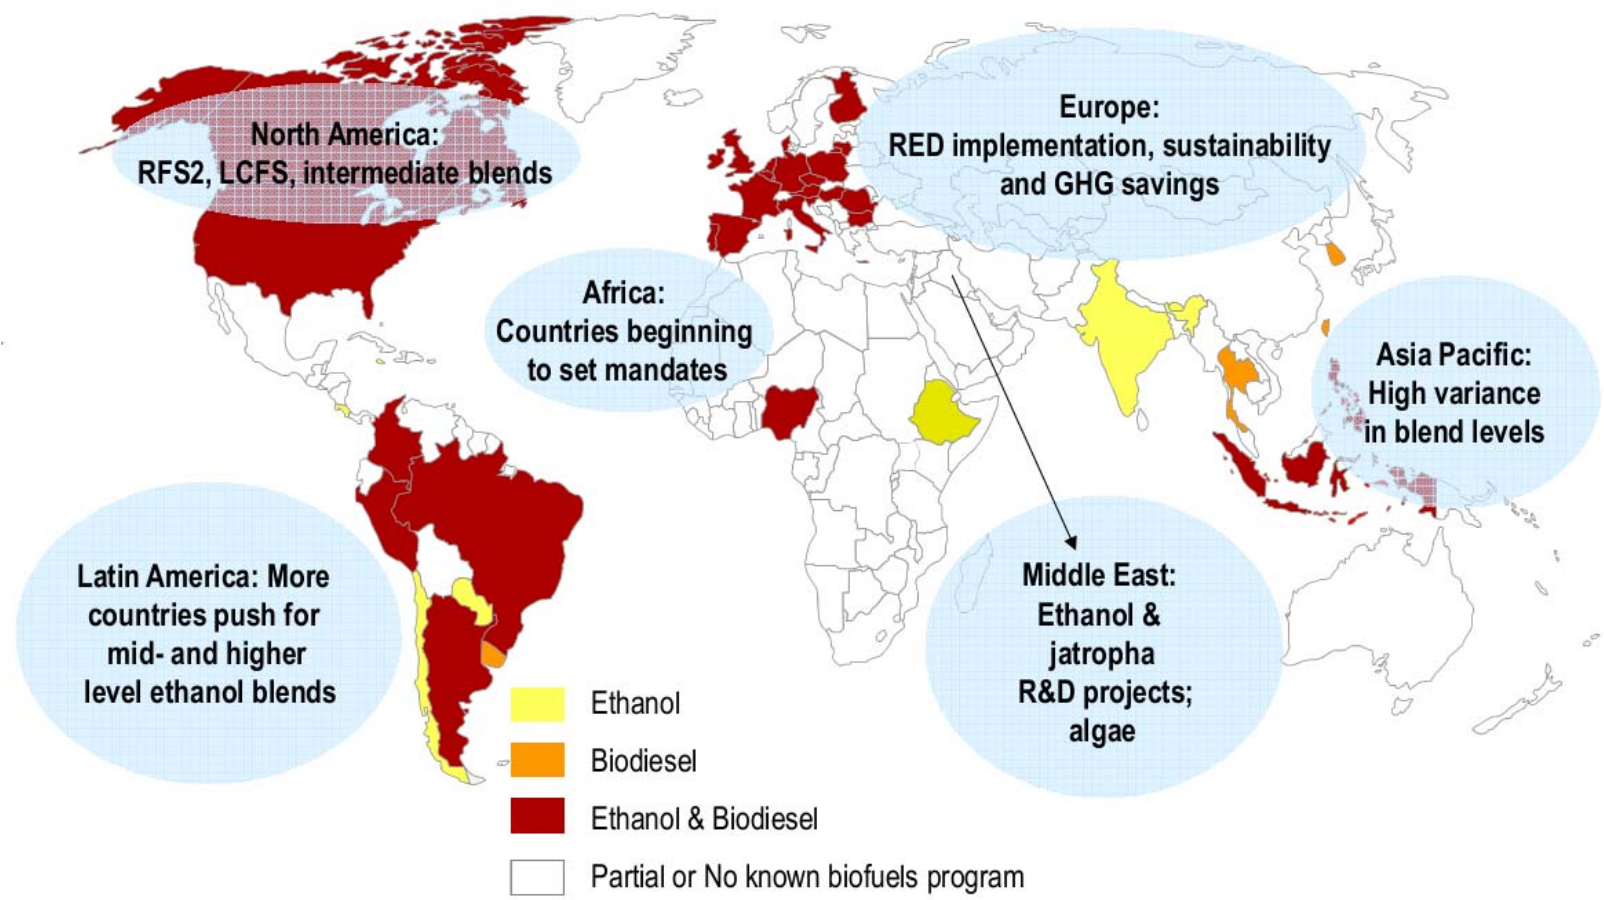 North America:
RFS2, LCFS, intermediate blends
Europe:
RED implementation, sustainability
and GHG savings
Africa:
Countries beginning
to set mandates
Asia Pacific:
High variance
in blend levels
Latin America: More
countries push for
mid- and higher
level ethanol blends
Middle East:
Ethanol &
jatropha
R&D projects;
algae
Ethanol
Biodiesel
Ethanol & Biodiesel
Partial or No known biofuels program